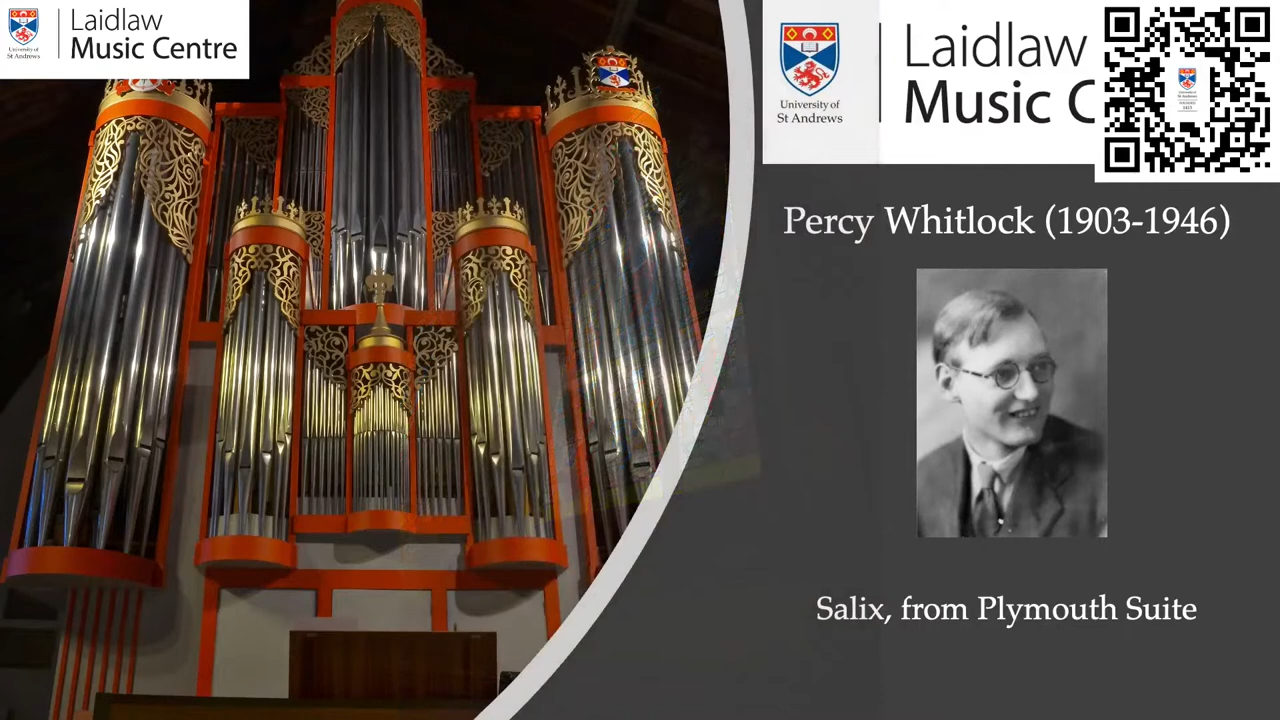 University of
St Andrews
Laidlaw
Music Centre
University of
St Andrews
Laidlaw
Music C
Percy Whitlock (1903-1946)
Salix, from Plymouth Suite